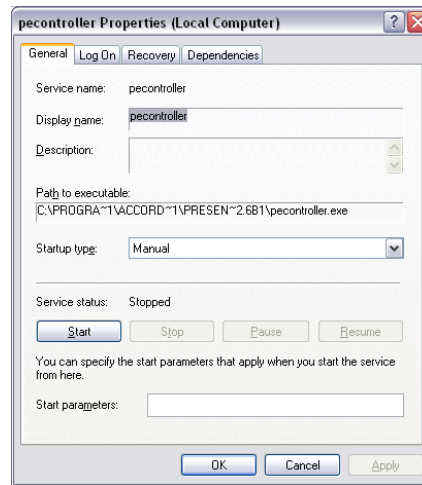 pecontroller Properties (Local Computer)
General Log On Recovery Dependencies
Service name: pecontroller
Display name: pecontroller
Description:
Path to executable:
C:\PROGRA~1\ACCORD~1\PRESEN~2.6B1\pecontroller.exe
Startup type: Manual
Service status: Stopped
Start Stop Pause Resume
You can specify the start parameters that apply when you start the service
from here.
Start parameters:
OK Cancel Apply